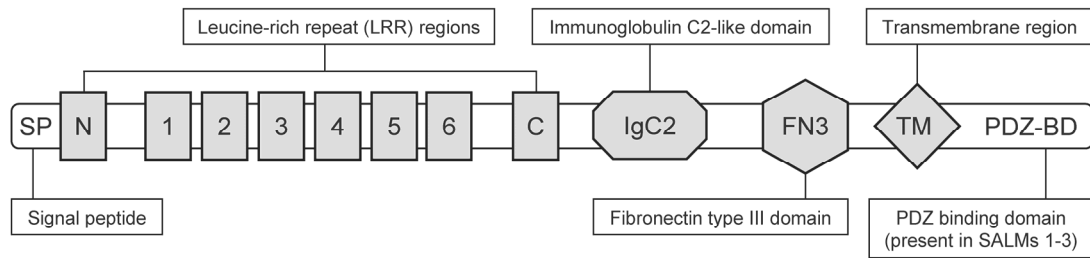 Leucine-rich repeat (LRR) regions
Immunoglobulin C2-like domain
Transmembrane region
SP N 1 2 3 4 5 6 C IgC2 FN3 TM PDZ-BD
Signal peptide
Fibronectin type III domain
PDZ binding domain
(present in SALMs 1-3)